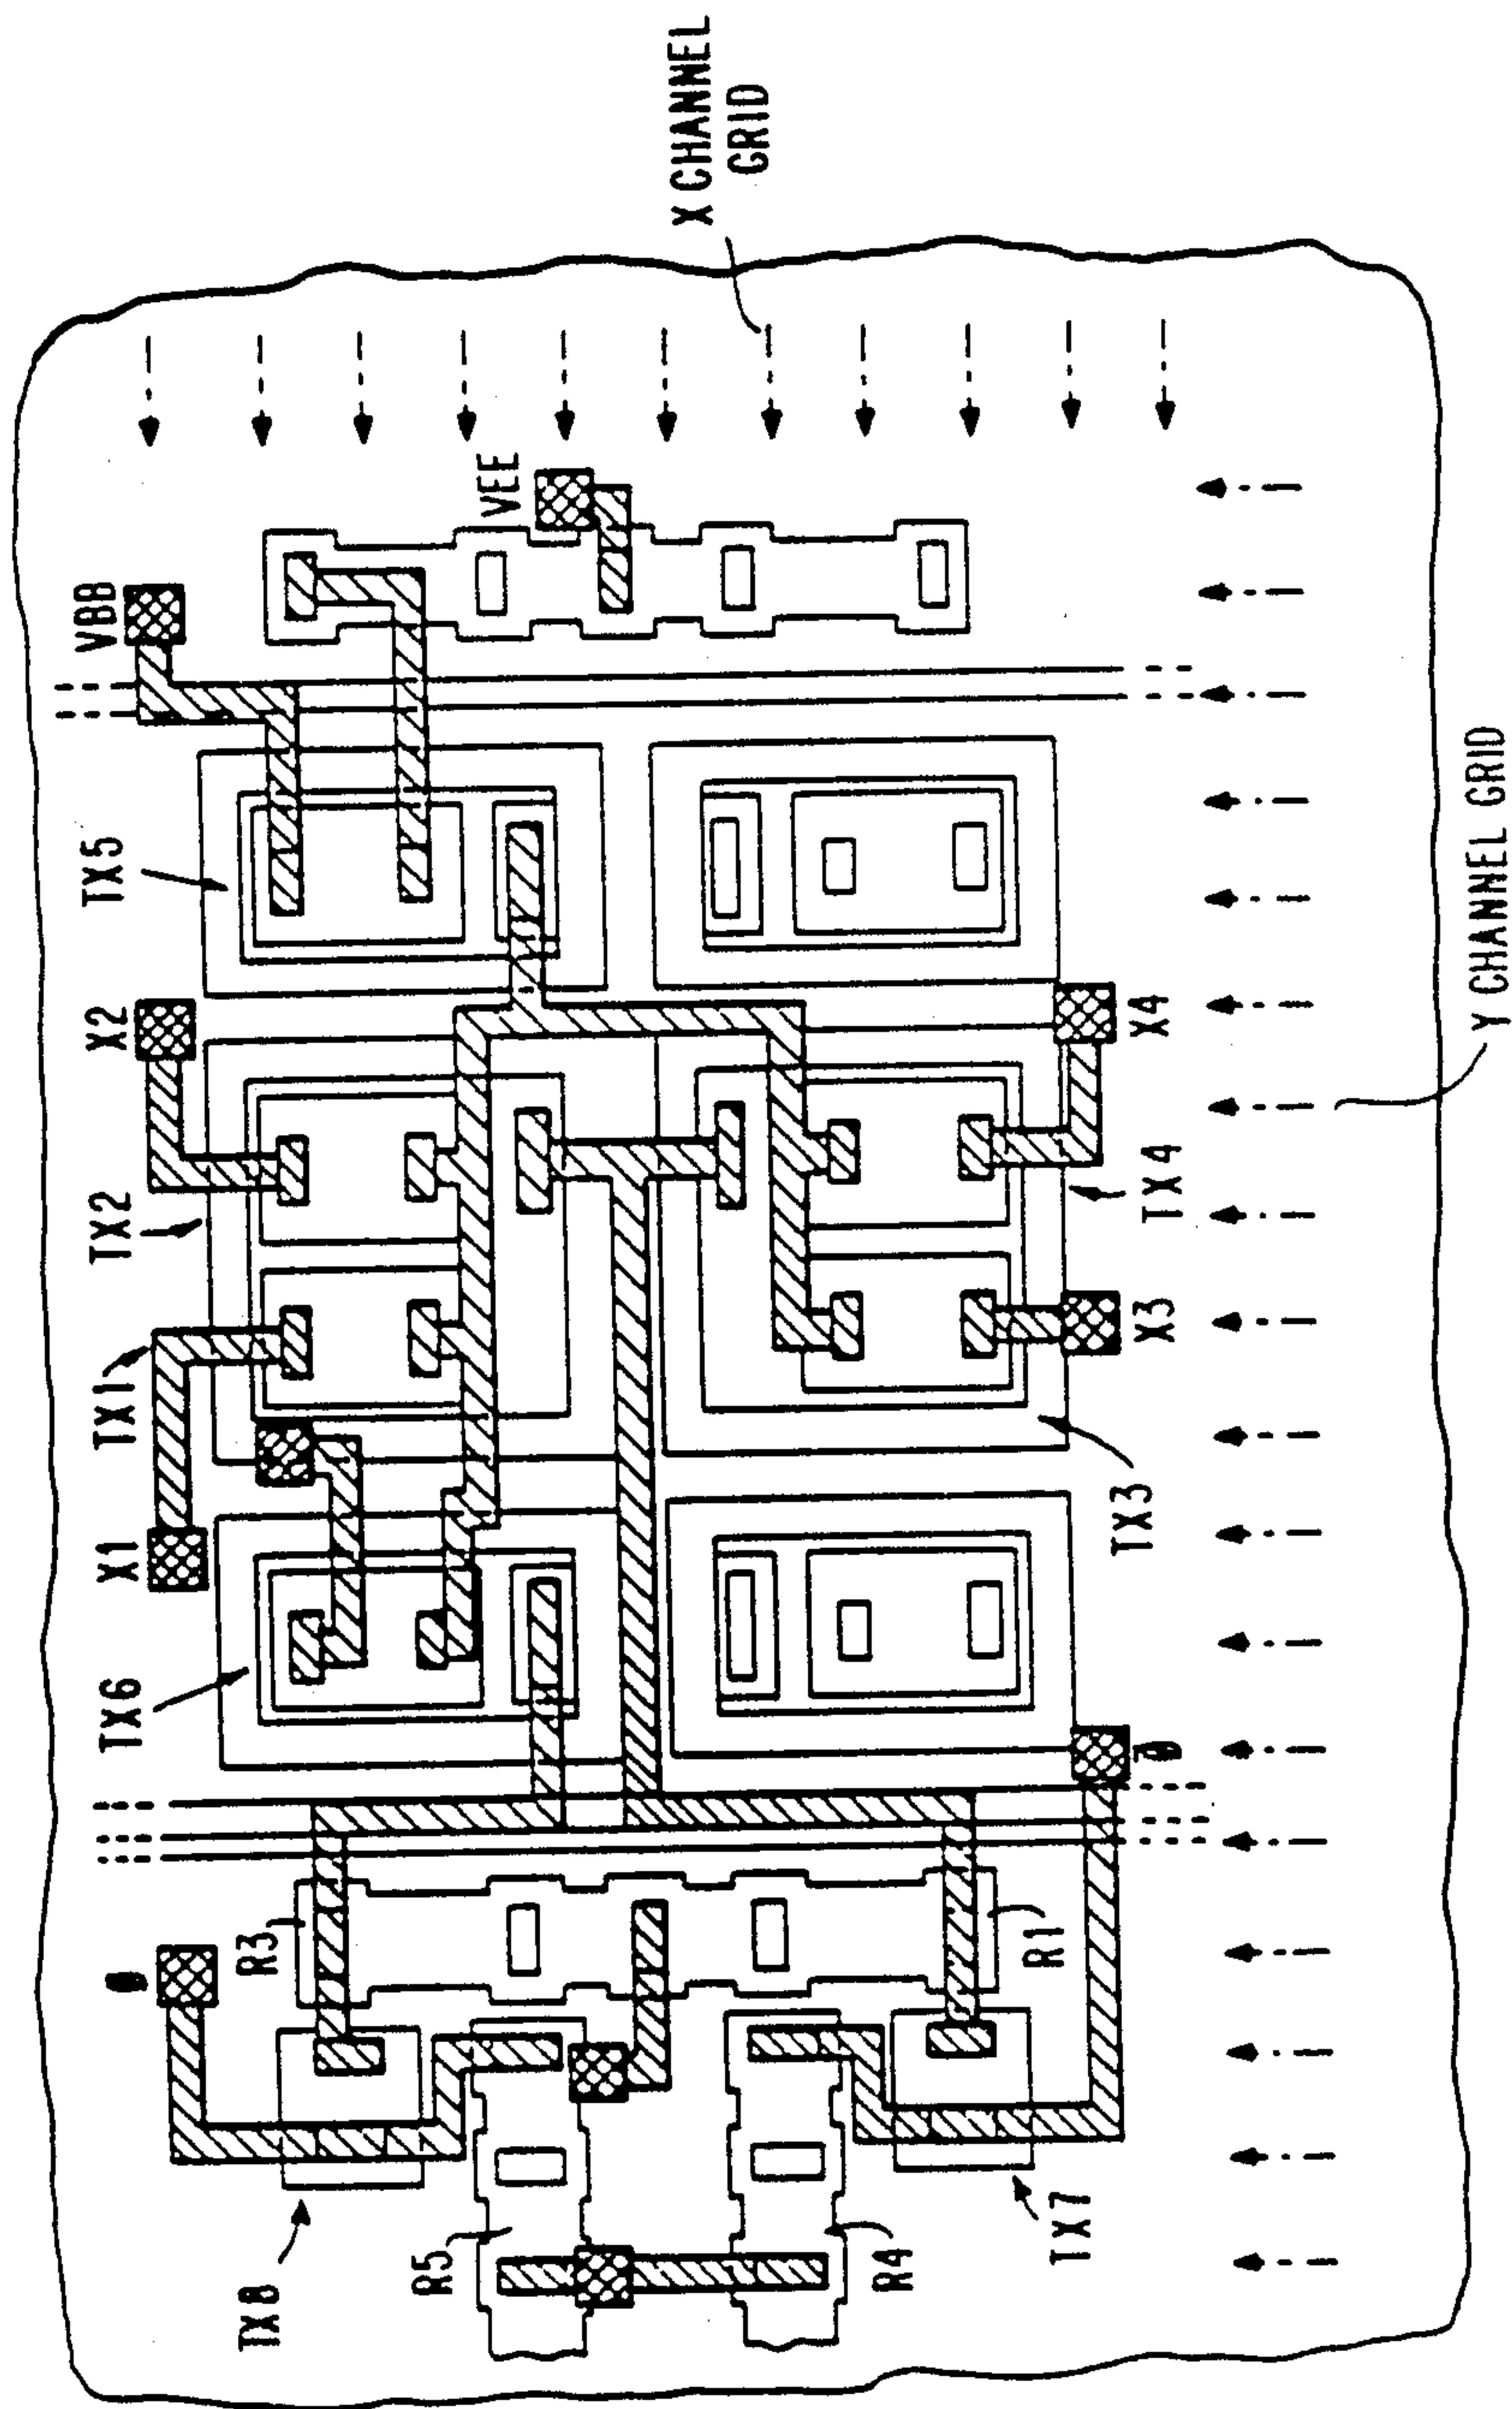 X CHANNEL
GRID
VEE
VBB
TX5
X2
X4
Y CHANNEL GRID
TX2
TX4
TX1
X3
X1
TX3
TX6
R3
R1
R5
R4
TX7
TX8